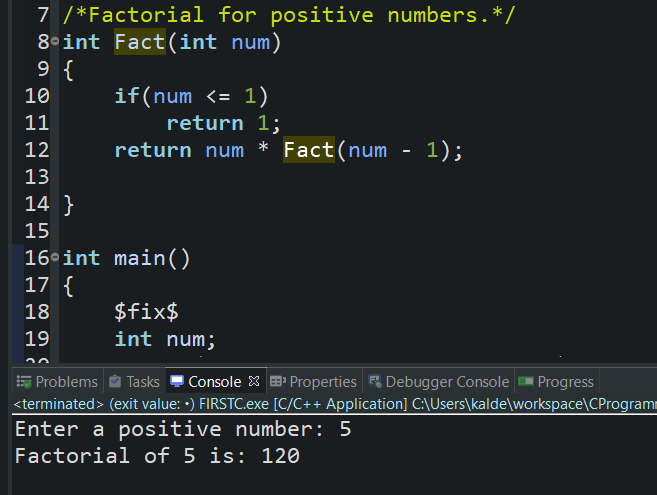 7 /*Factorial for positive numbers.*/
8 int Fact(int num)
9 {
10 if(num <= 1)
11 return 1;
12 return num * Fact(num - 1);
13
14 }
15
16 int main()
17 {
18 $fix$
19 int num;
Problems Tasks Console Properties Debugger Console Progress
<terminated> (exit value: •) FIRSTC.exe [C/C++ Application] C:\Users\kalde\workspace\CProgramm
Enter a positive number: 5
Factorial of 5 is: 120